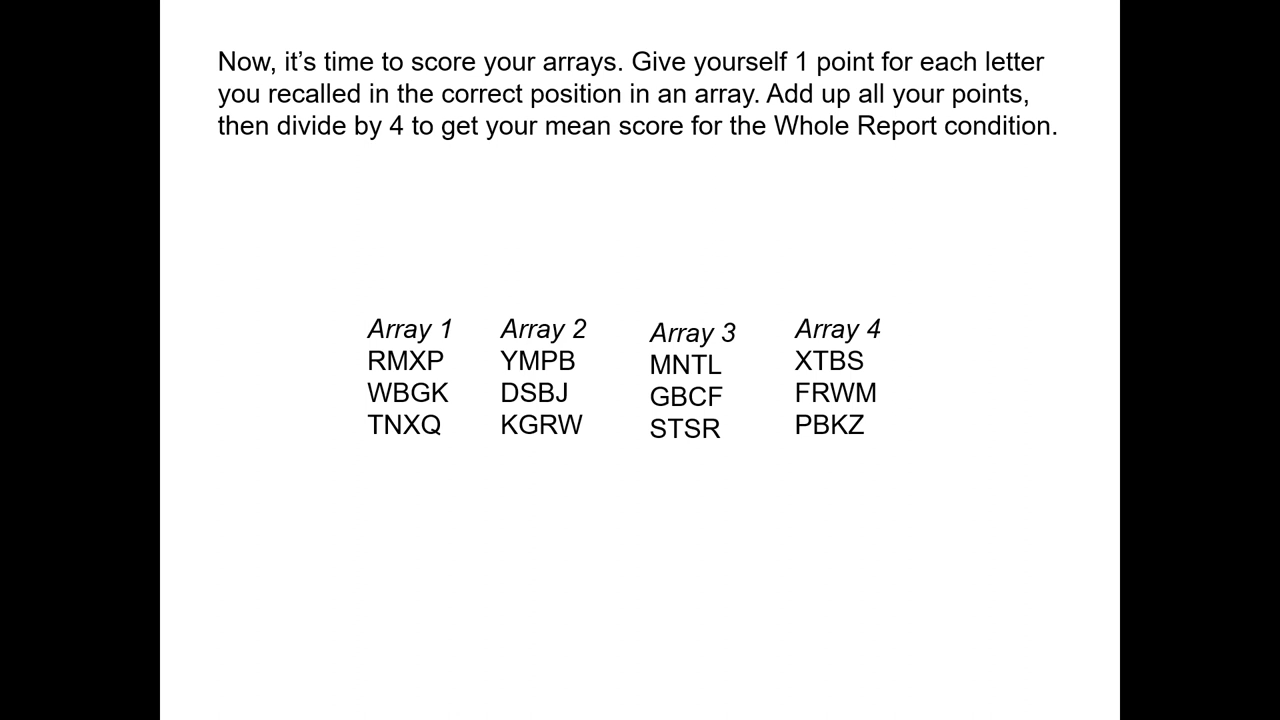 Now, it’s time to score your arrays. Give yourself 1 point for each letter
you recalled in the correct position in an array. Add up all your points,
then divide by 4 to get your mean score for the Whole Report condition.
Array 1
RMXP
WBGK
TNXQ
Array 2
YMPB
DSBJ
KGRW
Array 3
MNTL
GBCF
STSR
Array 4
XTBS
FRWM
PBKZ